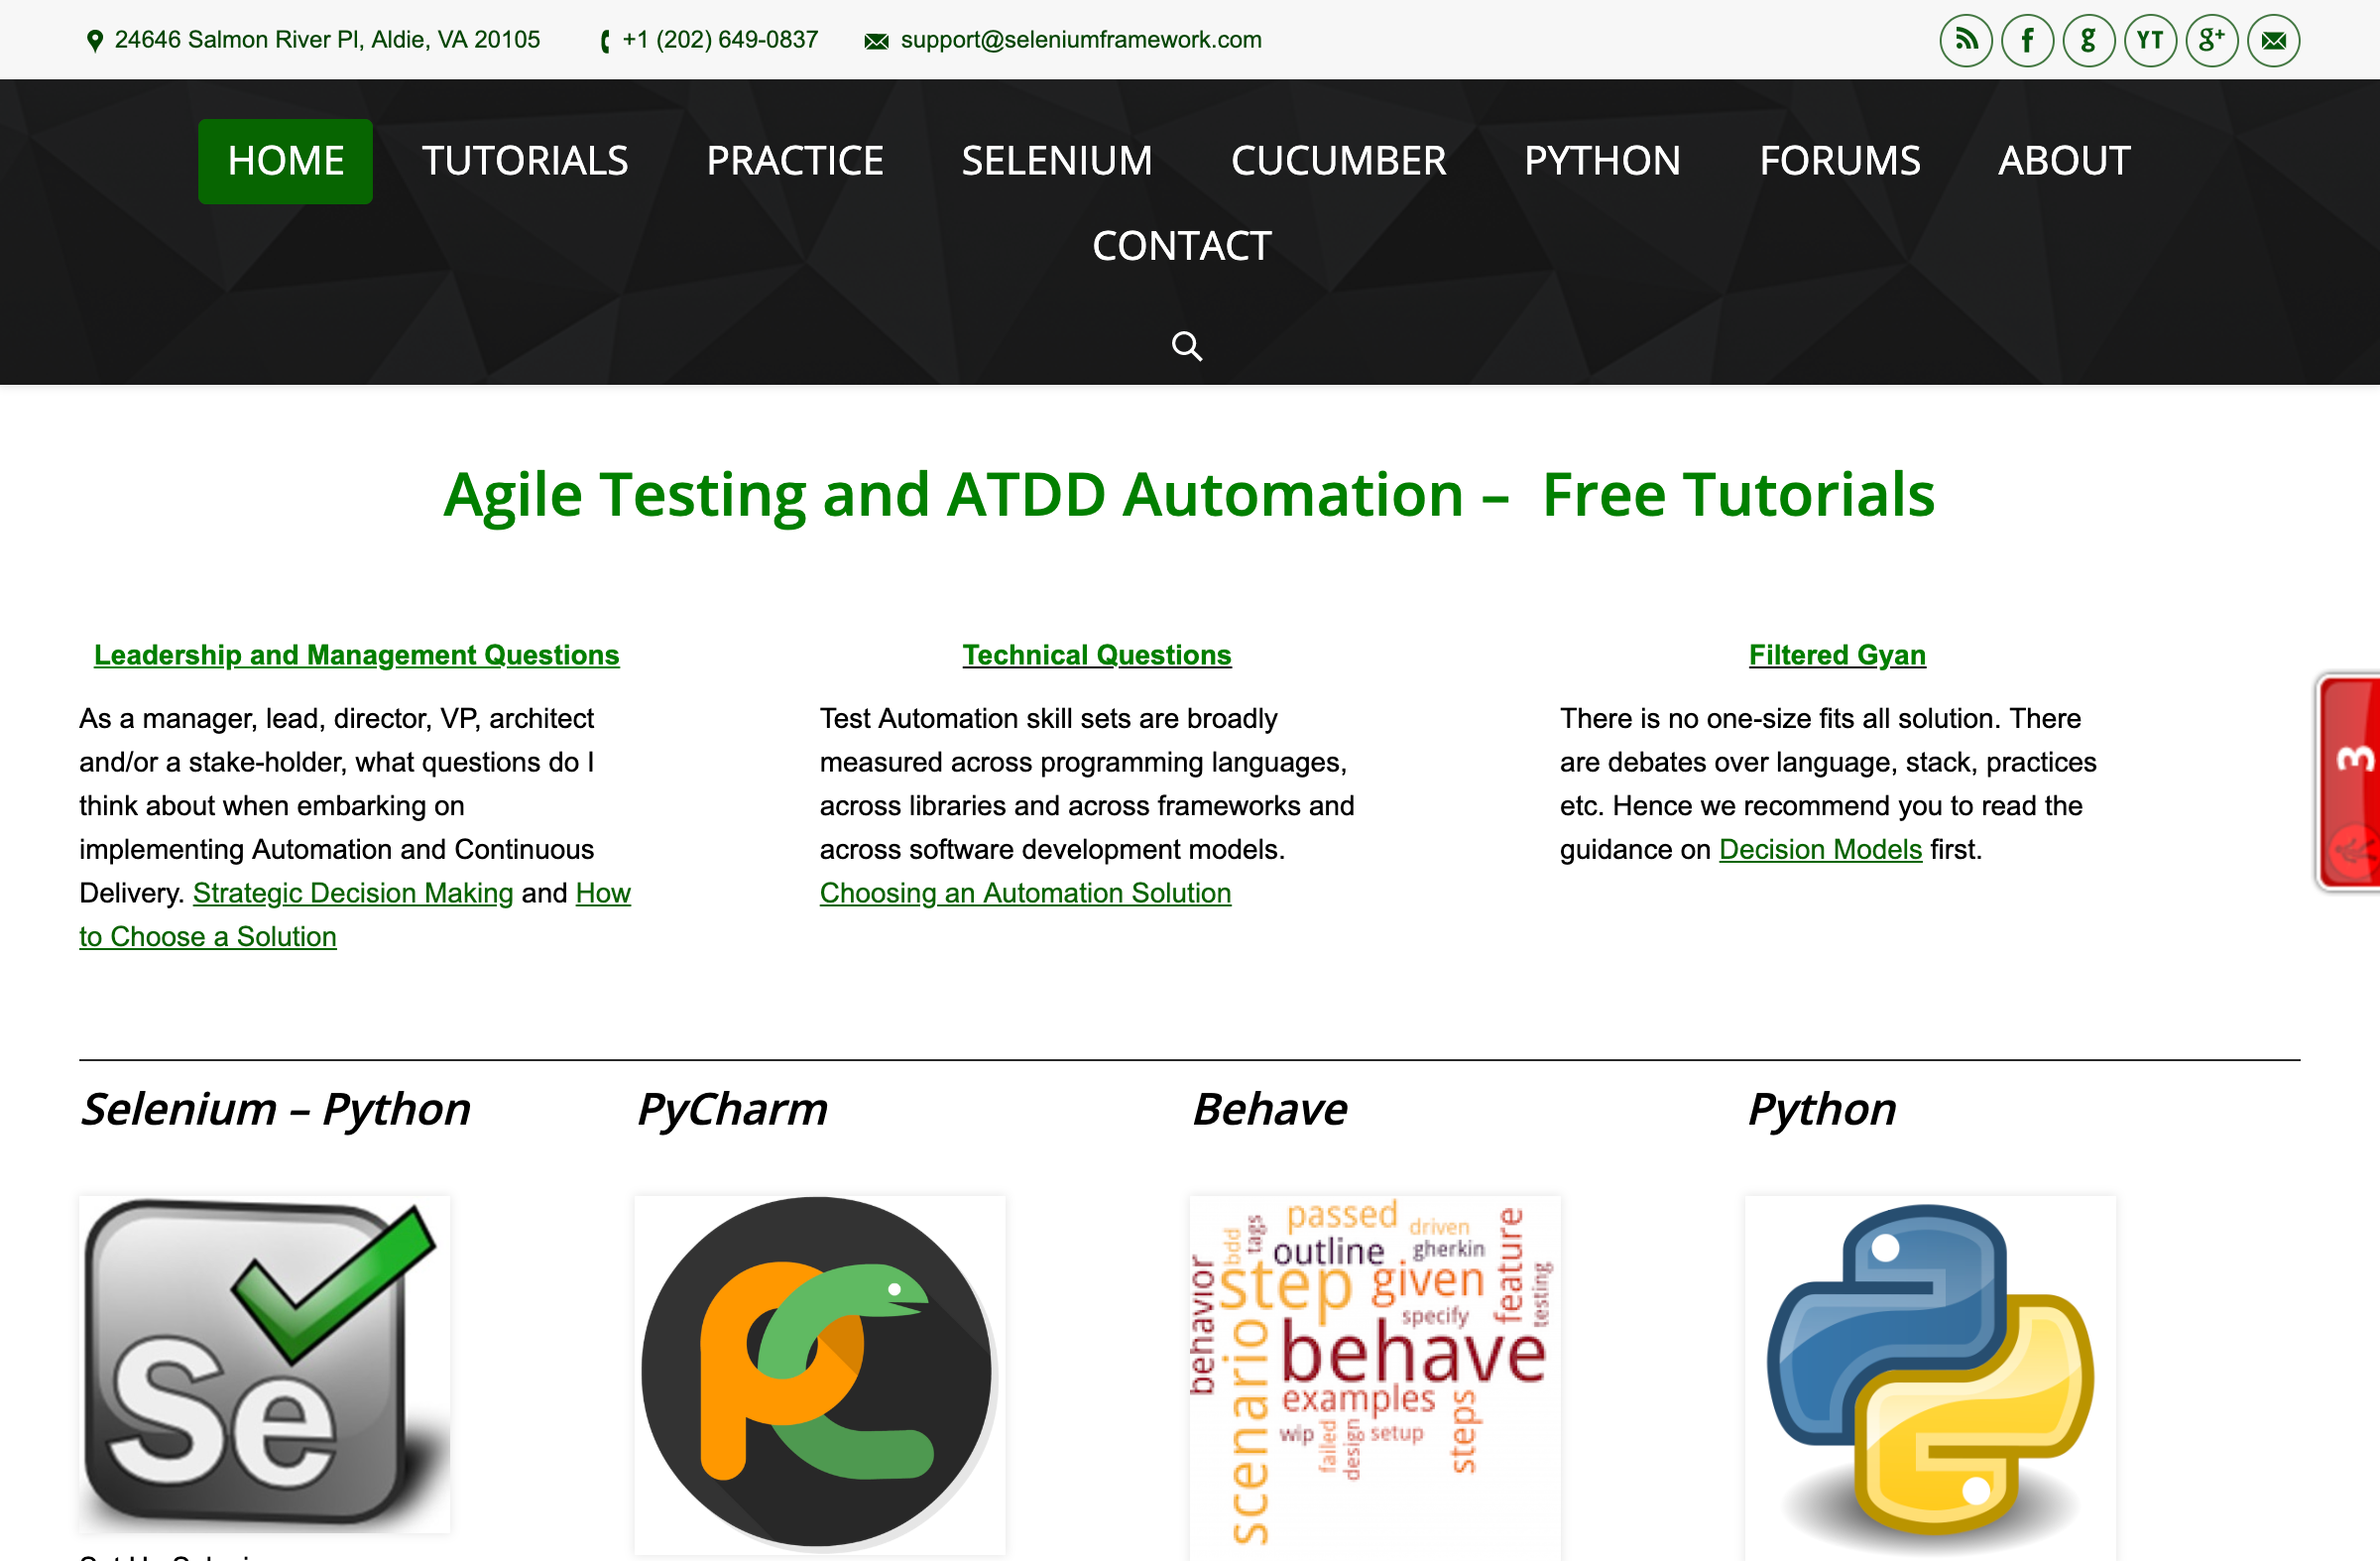 24646 Salmon River Pl, Aldie, VA 20105 +1 (202) 649-0837 support@seleniumframework.com f g YT g+
HOME TUTORIALS PRACTICE SELENIUM CUCUMBER PYTHON FORUMS ABOUT
CONTACT
Agile Testing and ATDD Automation – Free Tutorials
Leadership and Management Questions
As a manager, lead, director, VP, architect
and/or a stake-holder, what questions do I
think about when embarking on
implementing Automation and Continuous
Delivery. Strategic Decision Making and How
to Choose a Solution
Technical Questions
Test Automation skill sets are broadly
measured across programming languages,
across libraries and across frameworks and
across software development models.
Choosing an Automation Solution
Filtered Gyan
There is no one-size fits all solution. There
are debates over language, stack, practices
etc. Hence we recommend you to read the
guidance on Decision Models first.
3
Selenium – Python
PyCharm
Behave
Python
Se
PC
passed
driven
tags
bdd
outline
gherkin
feature
behavior
step
given
testing
specify
scenario
behave
examples
steps
wip
failed
design
setup